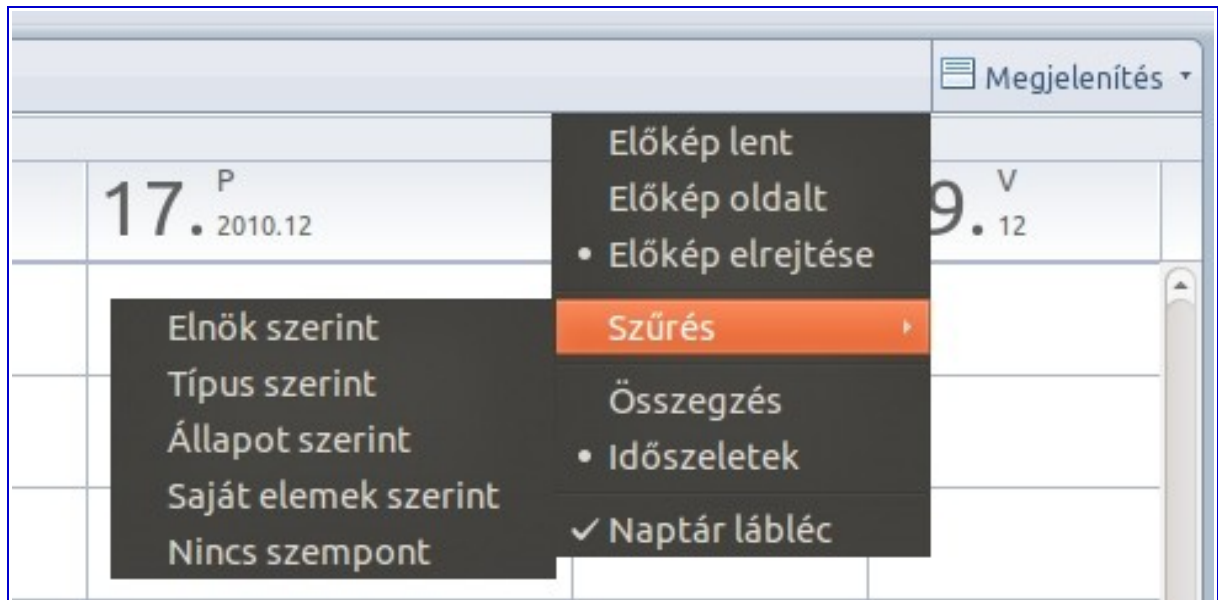 Megjelenítés
17. P
2010.12
9. V
12
Előkép lent
Előkép oldalt
• Előkép elrejtése
Szűrés
Összegzés
• Időszeletek
✓ Naptár lábléc
Elnök szerint
Típus szerint
Állapot szerint
Saját elemek szerint
Nincs szempont